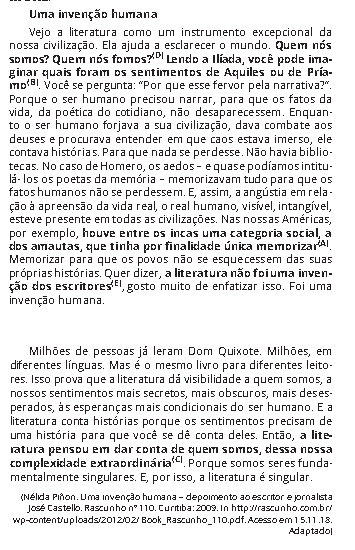 Uma invenção humana
Vejo a literatura como um instrumento excepcional da
nossa civilização. Ela ajuda a esclarecer o mundo. Quem nós
somos? Quem nós fomos?(D) Lendo a Ilíada, você pode ima-
ginar quais foram os sentimentos de Aquiles ou de Pría-
mo(B). Você se pergunta: “Por que esse fervor pela narrativa?”.
Porque o ser humano precisou narrar, para que os fatos da
vida, da poética do cotidiano, não desaparecessem. Enquan-
to o ser humano forjava a sua civilização, dava combate aos
deuses e procurava entender em que caos estava imerso, ele
contava histórias. Para que nada se perdesse. Não havia biblio-
tecas. No caso de Homero, os aedos – e quase podíamos intitu-
lá- los os poetas da memória – memorizavam tudo para que os
fatos humanos não se perdessem. E, assim, a angústia em rela-
ção à apreensão da vida real, o real humano, visível, intangível,
esteve presente em todas as civilizações. Nas nossas Américas,
por exemplo, houve entre os incas uma categoria social, a
dos amautas, que tinha por finalidade única memorizar(A).
Memorizar para que os povos não se esquecessem das suas
próprias histórias. Quer dizer, a literatura não foi uma inven-
ção dos escritores(E), gosto muito de enfatizar isso. Foi uma
invenção humana.
Milhões de pessoas já leram Dom Quixote. Milhões, em
diferentes línguas. Mas é o mesmo livro para diferentes leito-
res. Isso prova que a literatura dá visibilidade a quem somos, a
nossos sentimentos mais secretos, mais obscuros, mais deses-
perados, às esperanças mais condicionais do ser humano. E a
literatura conta histórias porque os sentimentos precisam de
uma história para que você se dê conta deles. Então, a lite-
ratura pensou em dar conta de quem somos, dessa nossa
complexidade extraordinária(C). Porque somos seres funda-
mentalmente singulares. E, por isso, a literatura é singular.
(Nélida Piñon. Uma invenção humana – depoimento ao escritor e jornalista
José Castello. Rascunho n° 110. Curitiba: 2009. In http://rascunho.com.br/
wp-content/uploads/2012/02/ Book_Rascunho_110.pdf. Acesso em 15.11.18.
Adaptado)